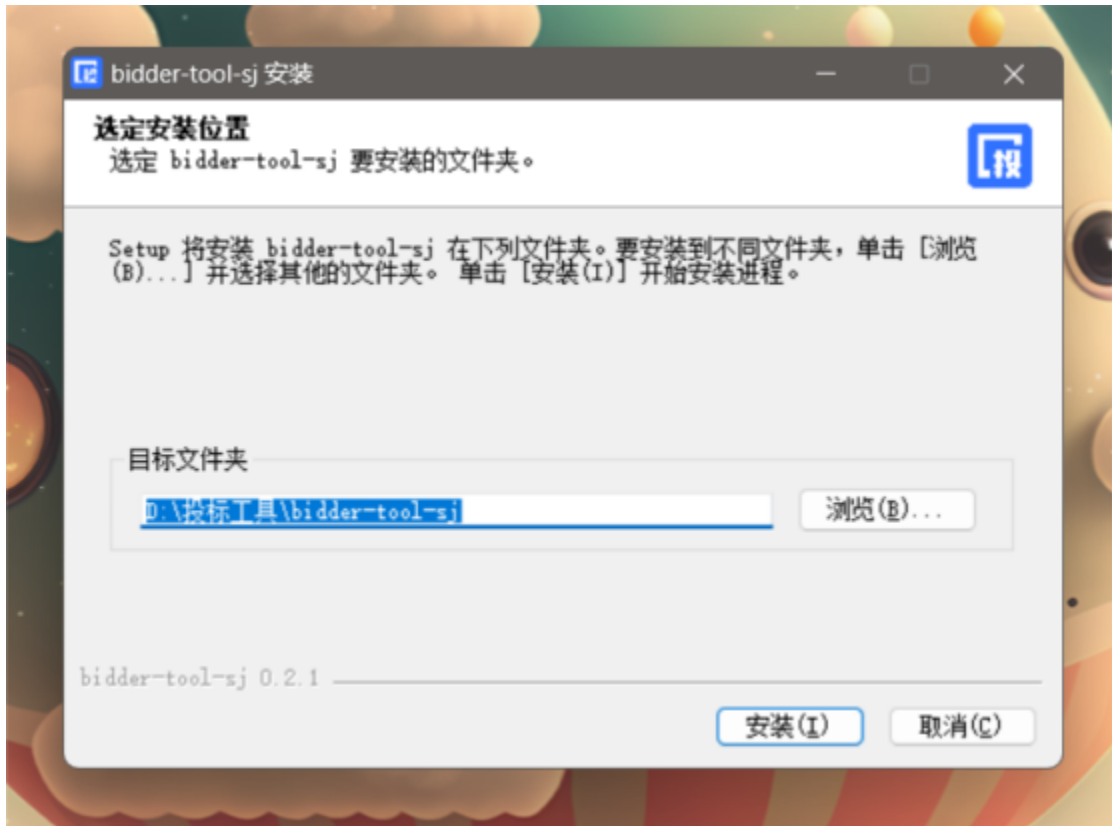 bidder-tool-sj 安装
选定安装位置
选定 bidder-tool-sj 要安装的文件夹。
投
Setup 将安装 bidder-tool-sj 在下列文件夹。要安装到不同文件夹，单击 [浏览
(B)...] 并选择其他的文件夹。 单击 [安装(I)] 开始安装进程。
目标文件夹
D:\投标工具\bidder-tool-sj
浏览(B)...
bidder-tool-sj 0.2.1
安装(I)
取消(C)